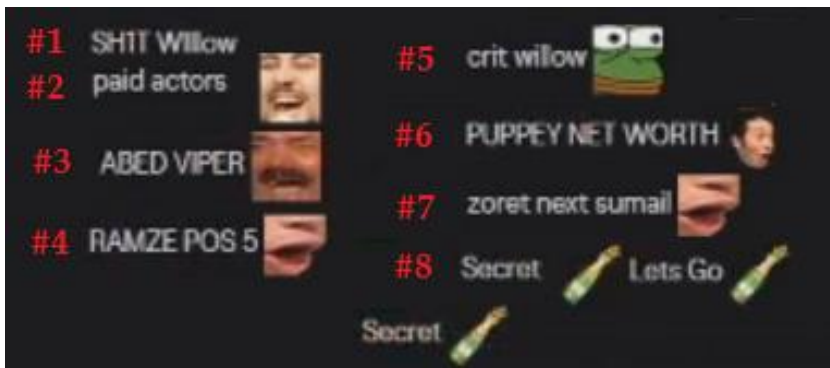 #1 SH1T WIllow
#2 paid actors
#3 ABED VIPER
#4 RAMZE POS 5
#5 crit willow
#6 PUPPEY NET WORTH
#7 zoret next sumail
#8 Secret Lets Go
Secret